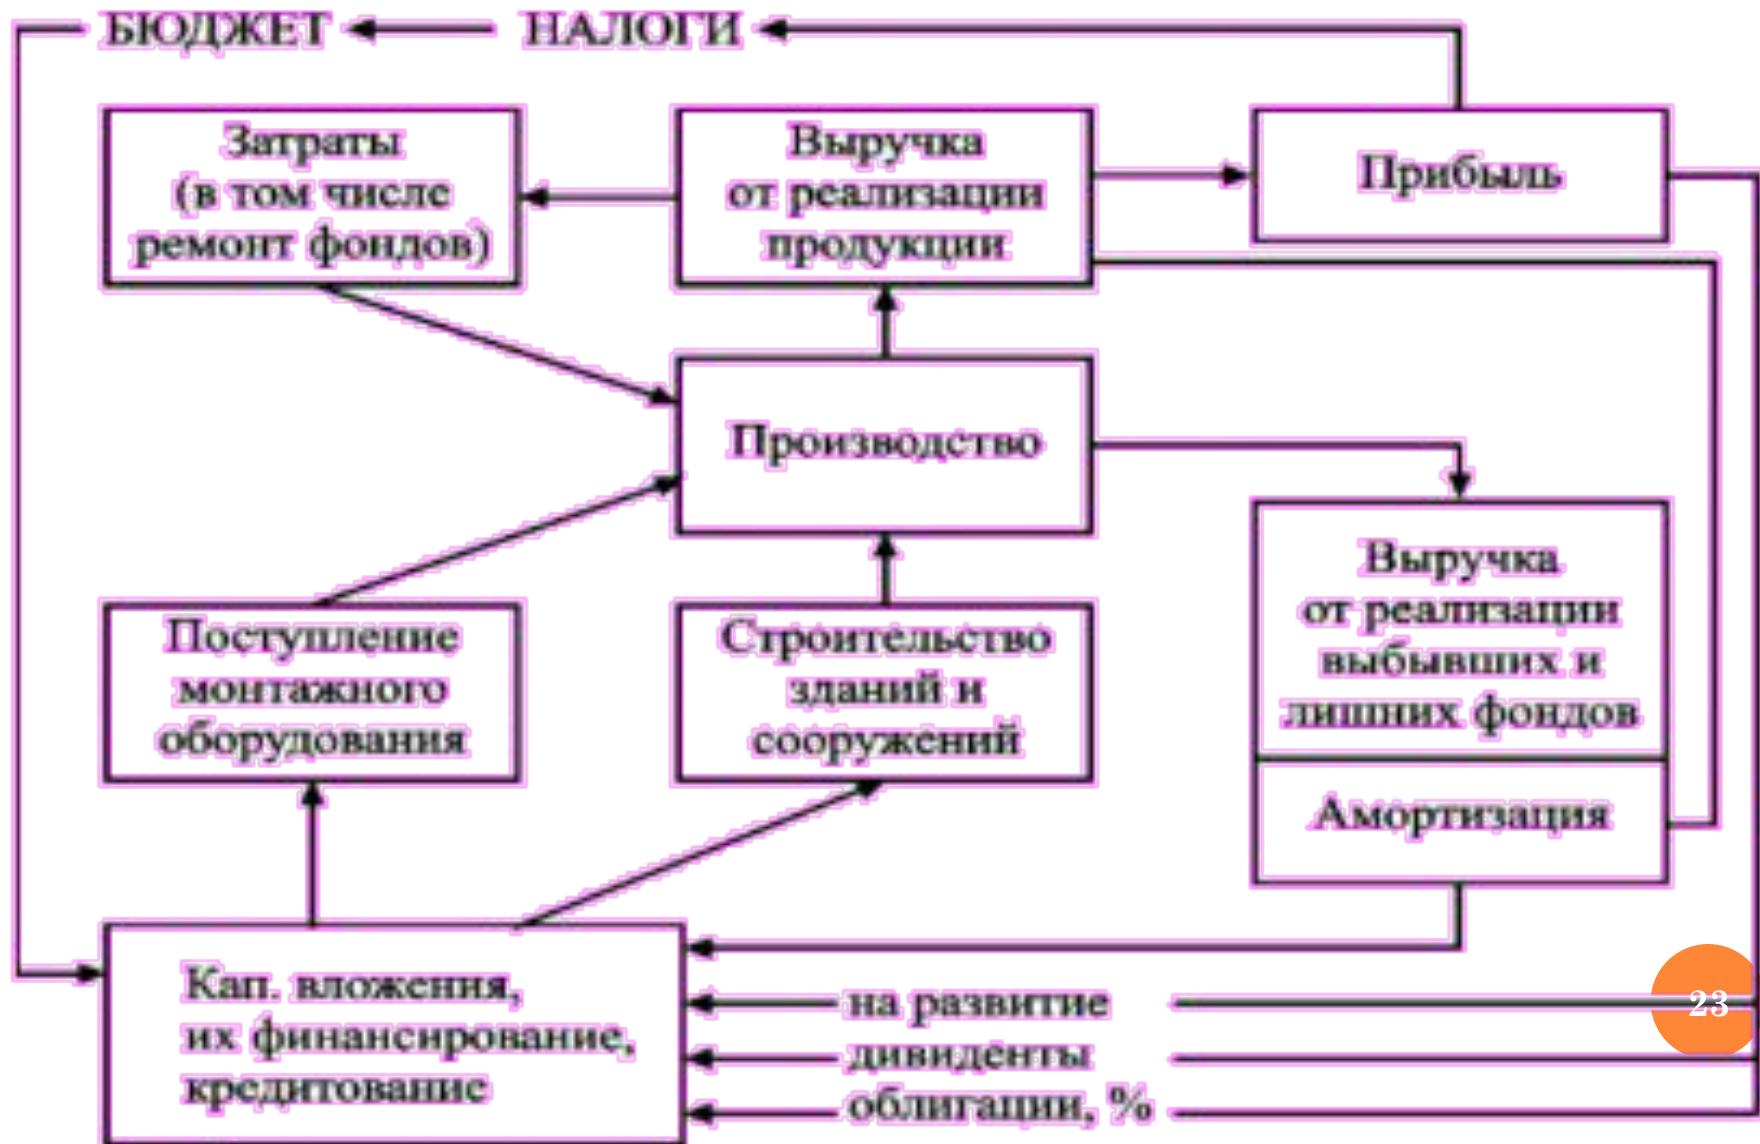 БЮДЖЕТ НАЛОГИ
Затраты
(в том числе
ремонт фондов)
Выручка
от реализации
продукции
Прибыль
Производство
Поступление
монтажного
оборудования
Строительство
зданий и
сооружений
Выручка
от реализации
выбывших и
лишних фондов
Амортизация
Кап. вложения,
их финансирование,
кредитование
на развитие
дивиденты
облигации, %
23